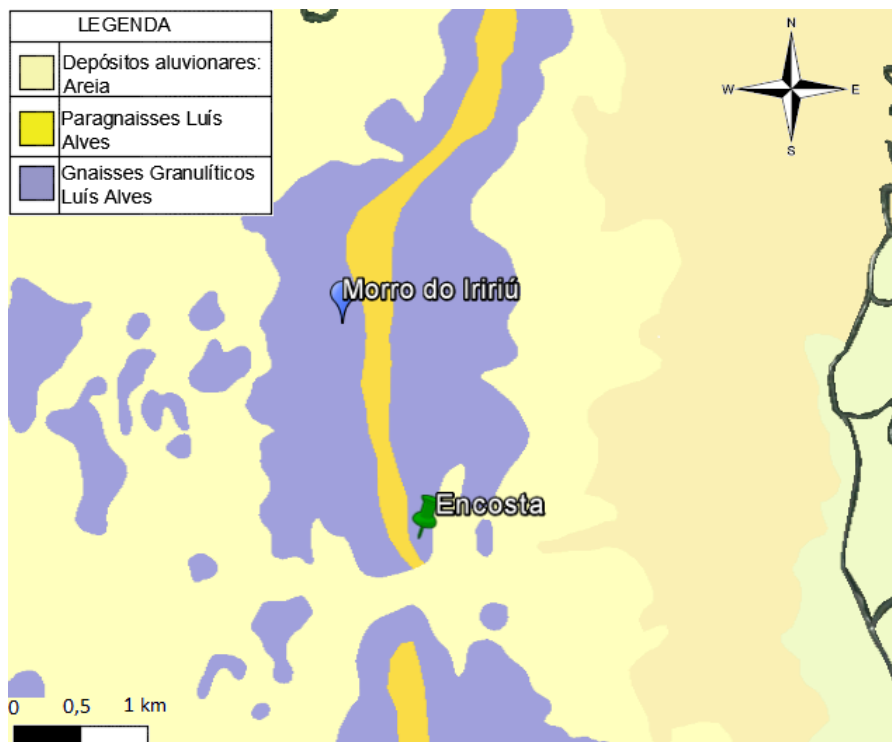 LEGENDA
Depósitos aluvionares:
Areia
Paragnaisses Luís
Alves
Gnaisses Granulíticos
Luís Alves
N
W
E
S
Morro do Iririú
Encosta
0 0,5 1 km